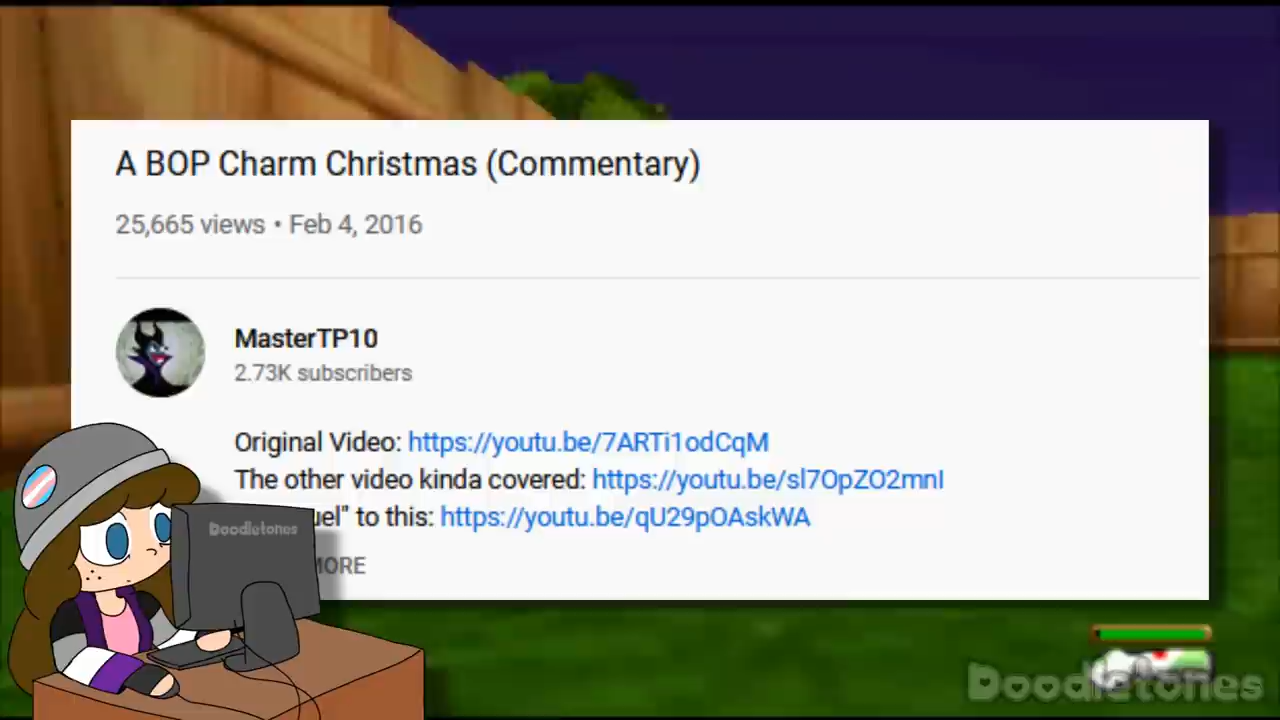 A BOP Charm Christmas (Commentary)
25,665 views • Feb 4, 2016
MasterTP10
2.73K subscribers
Original Video: https://youtu.be/7ARTi1odCqM
The other video kinda covered: https://youtu.be/sl7OpZO2mnI
uel" to this: https://youtu.be/qU29pOAskWA
MORE
Doodletones
Doodletones